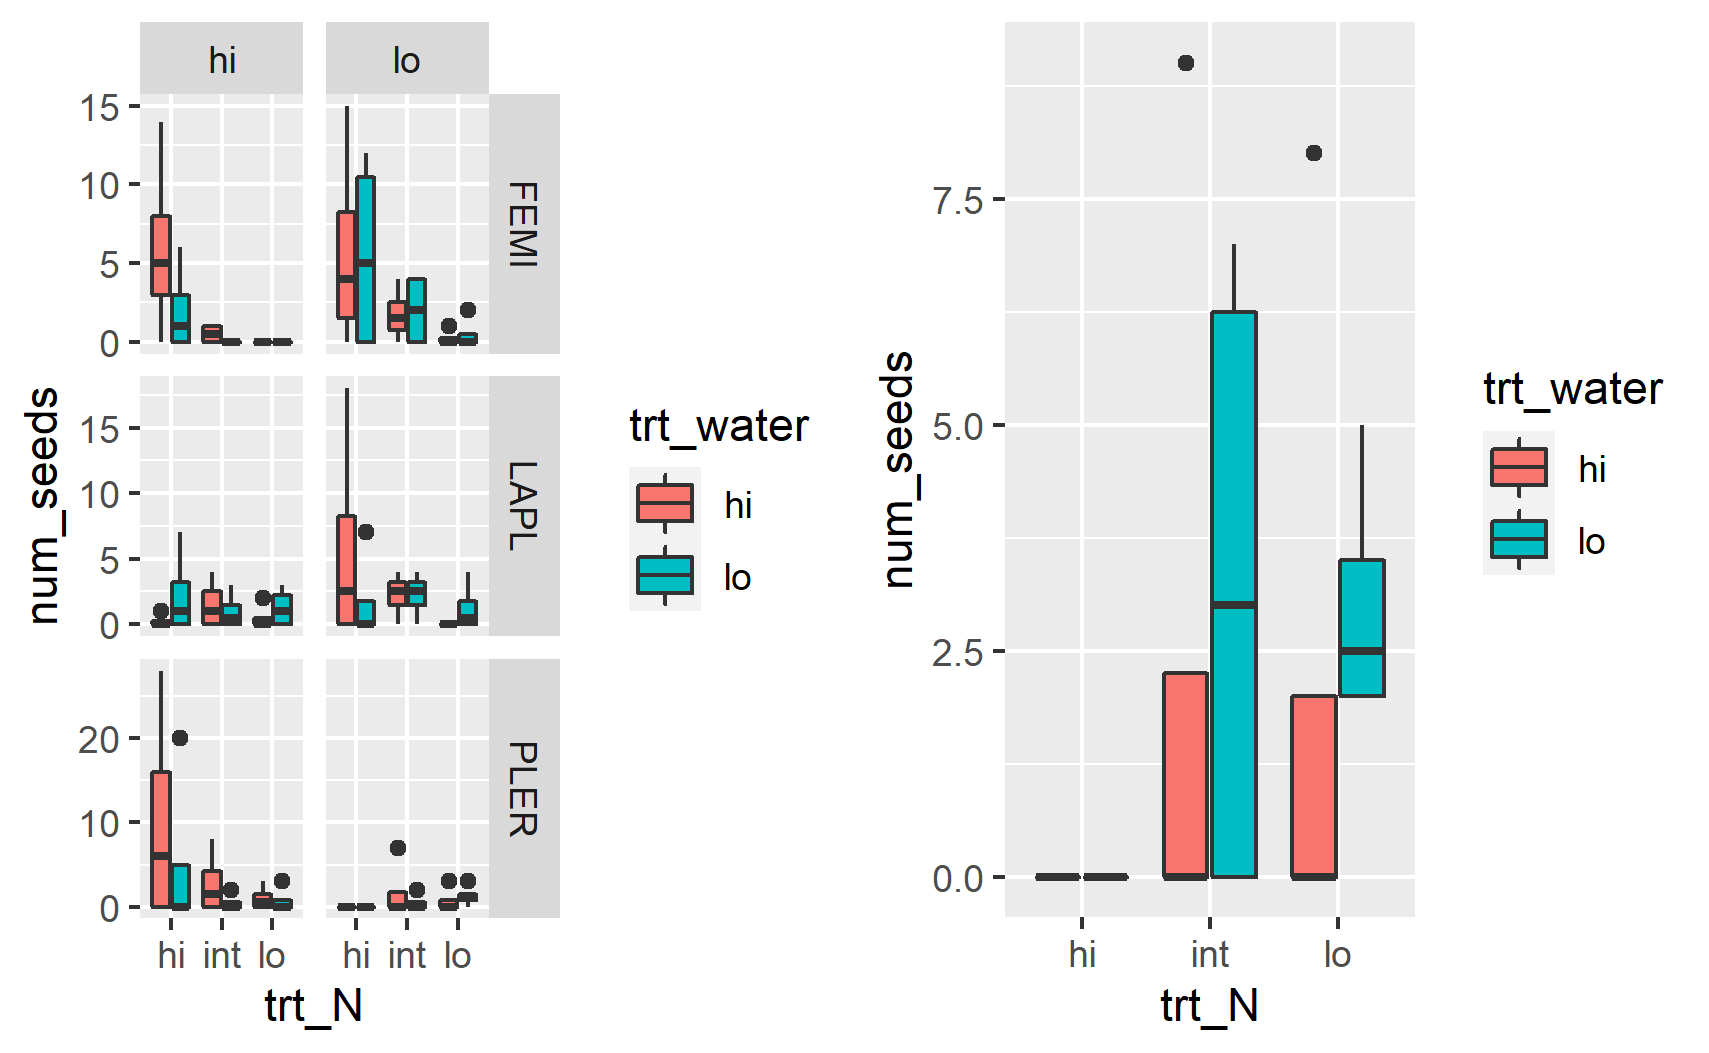 hi lo
15
10
5
0
FEMI
15
10
5
0
LAPL
20
10
0
PLER
hi int lo hi int lo
trt_N
num_seeds
trt_water
hi
lo
7.5
5.0
2.5
0.0
hi int lo
trt_N
num_seeds
trt_water
hi
lo